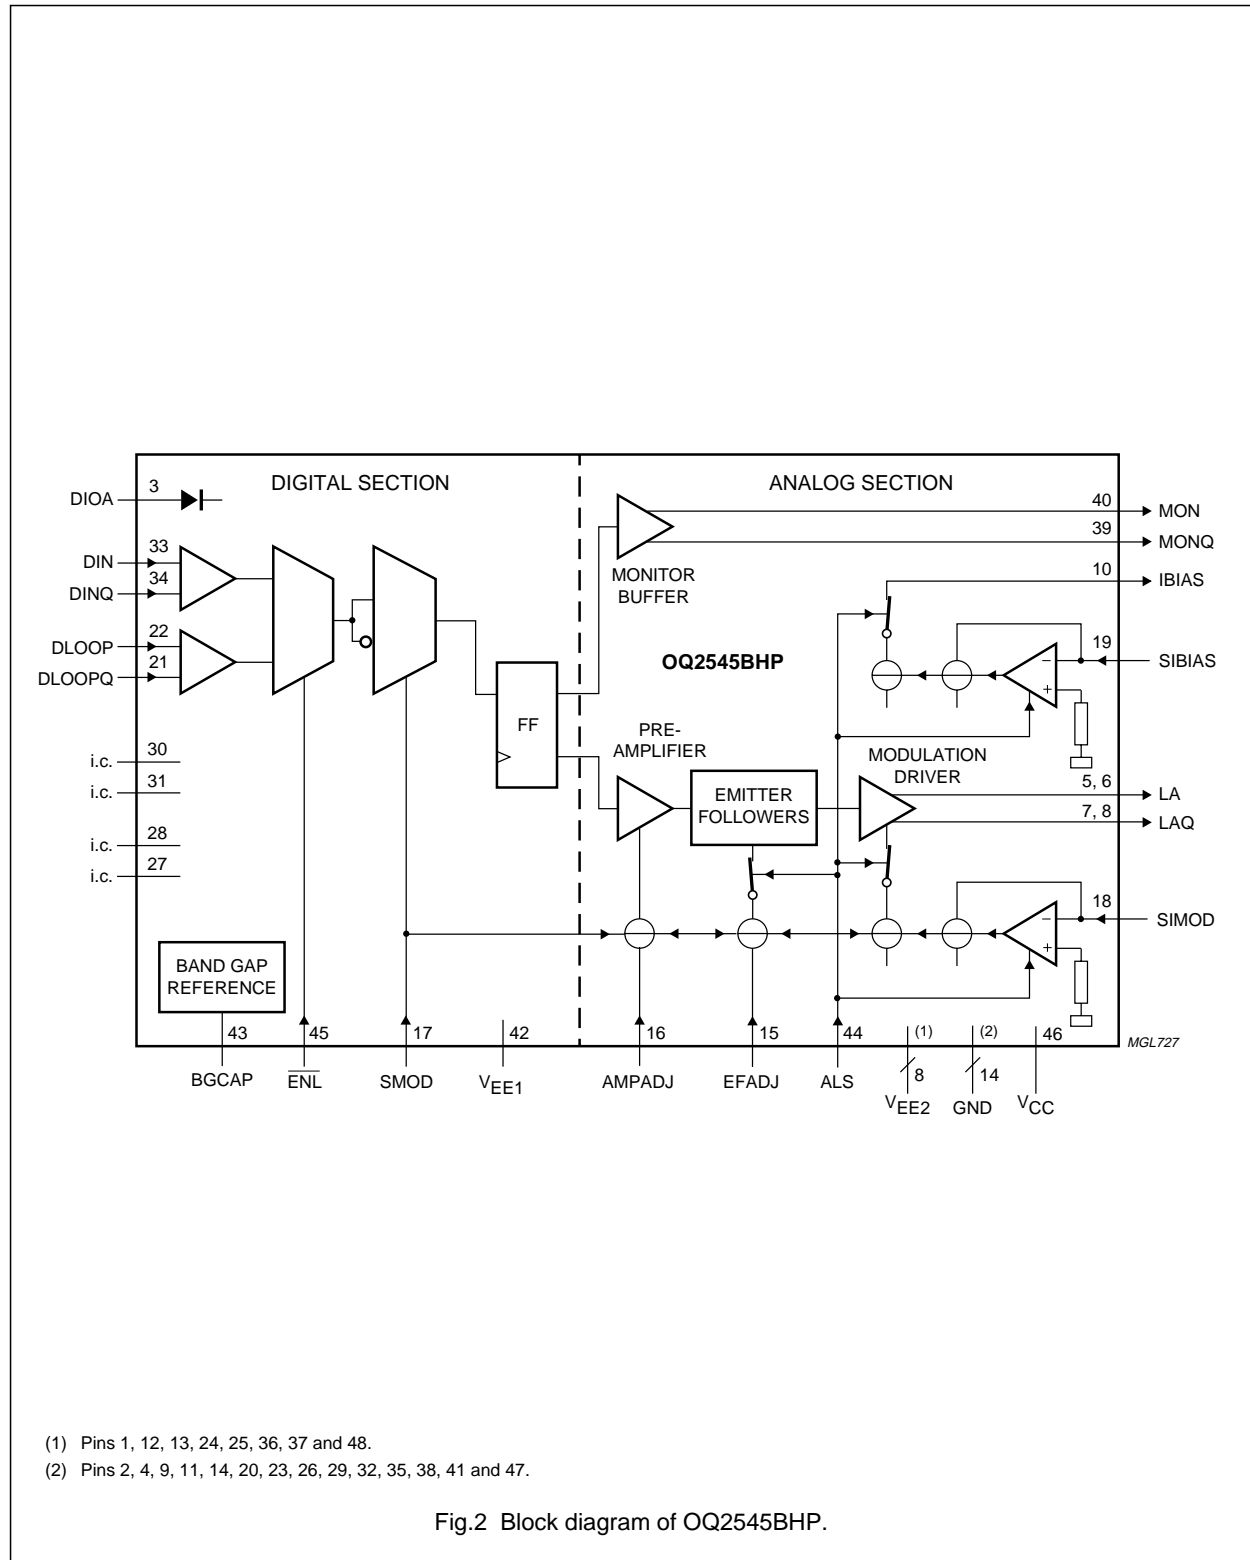 DIGITAL SECTION
ANALOG SECTION
DIOA
3
DIN
33
DINQ
34
DLOOP
22
DLOOPQ
21
i.c.
30
i.c.
31
i.c.
28
i.c.
27
FF
MONITOR
BUFFER
OQ2545BHP
PRE-
AMPLIFIER
EMITTER
FOLLOWERS
MODULATION
DRIVER
40
MON
39
MONQ
10
IBIAS
19
SIBIAS
−
+
5, 6
LA
7, 8
LAQ
18
SIMOD
−
+
BAND GAP
REFERENCE
43
45
17
42
16
15
44
(1)
(2)
46
MGL727
8
14
BGCAP
ENL
SMOD
VEE1
AMPADJ
EFADJ
ALS
VEE2
GND
VCC
(1) Pins 1, 12, 13, 24, 25, 36, 37 and 48.
(2) Pins 2, 4, 9, 11, 14, 20, 23, 26, 29, 32, 35, 38, 41 and 47.
Fig.2 Block diagram of OQ2545BHP.